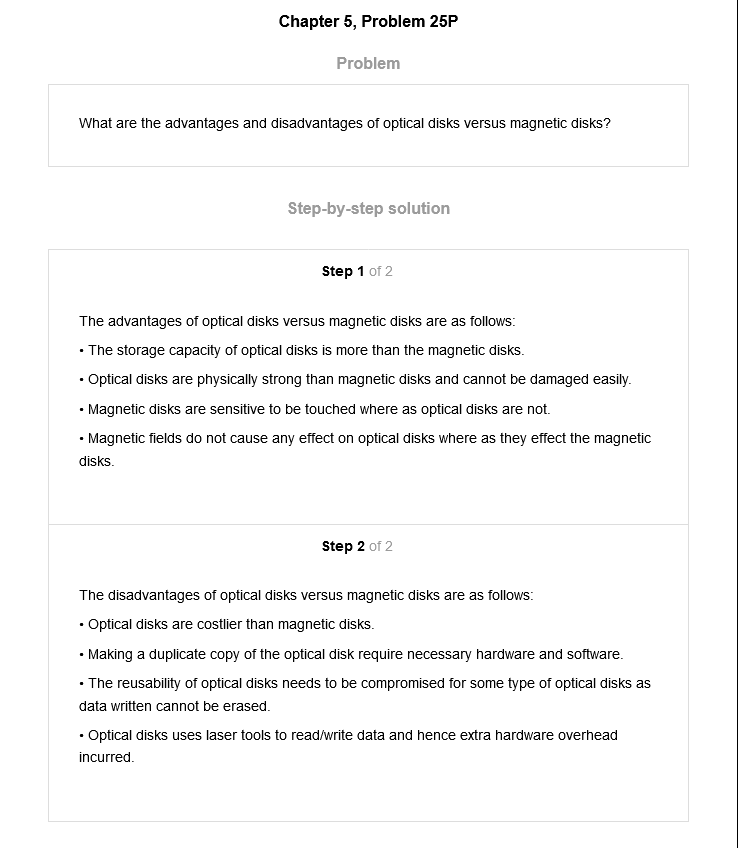 Chapter 5, Problem 25P
Problem
What are the advantages and disadvantages of optical disks versus magnetic disks?
Step-by-step solution
Step 1 of 2
The advantages of optical disks versus magnetic disks are as follows:
• The storage capacity of optical disks is more than the magnetic disks.
• Optical disks are physically strong than magnetic disks and cannot be damaged easily.
• Magnetic disks are sensitive to be touched where as optical disks are not.
• Magnetic fields do not cause any effect on optical disks where as they effect the magnetic
disks.
Step 2 of 2
The disadvantages of optical disks versus magnetic disks are as follows:
• Optical disks are costlier than magnetic disks.
• Making a duplicate copy of the optical disk require necessary hardware and software.
• The reusability of optical disks needs to be compromised for some type of optical disks as
data written cannot be erased.
• Optical disks uses laser tools to read/write data and hence extra hardware overhead
incurred.